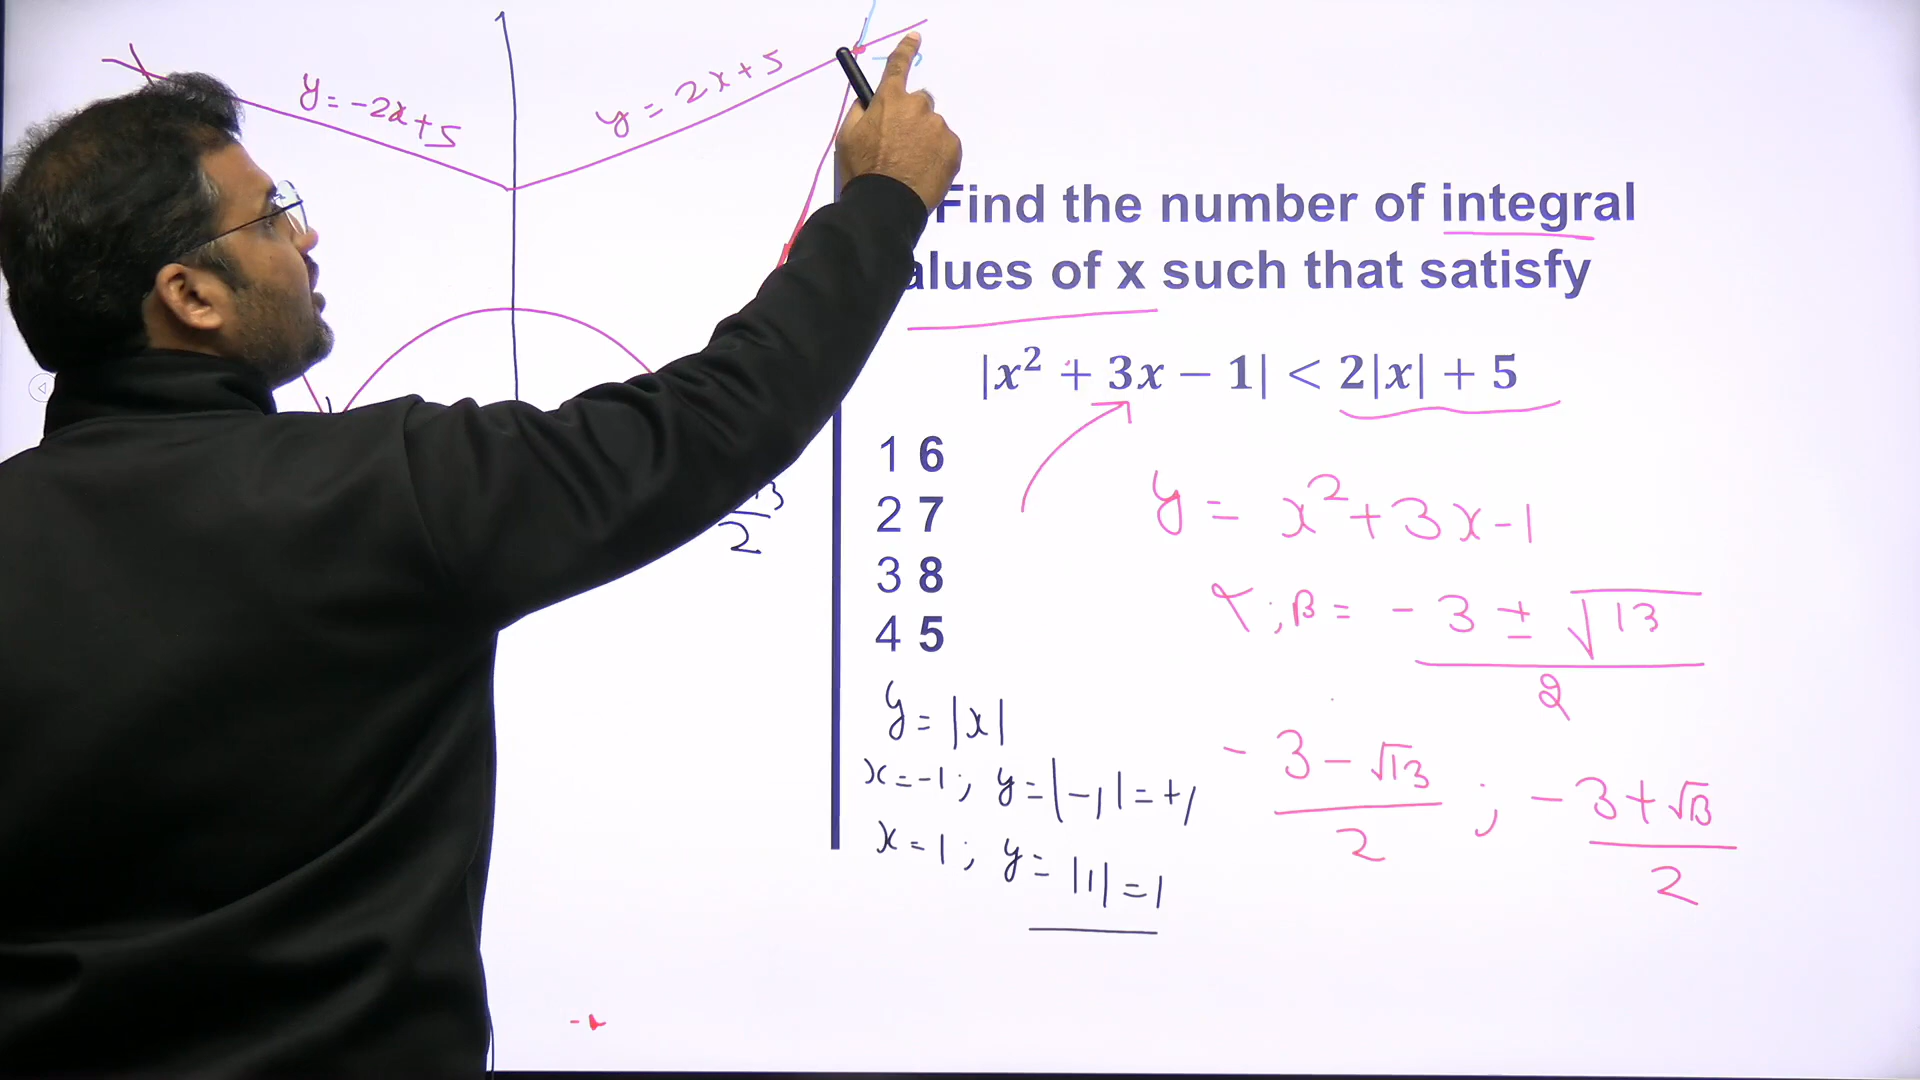 y = -2x + 5
y = 2x + 5
Find the number of integral
alues of x such that satisfy
|x² + 3x − 1| < 2|x| + 5
1 6
2 7
3 8
4 5
2
y = x² + 3x - 1
; β = - 3 ± √13
2
y = |x|
x = -1 ; y = |-1| = +1
x = 1 ; y = |1| = 1
- 3 - √13
2
; - 3 + √13
2